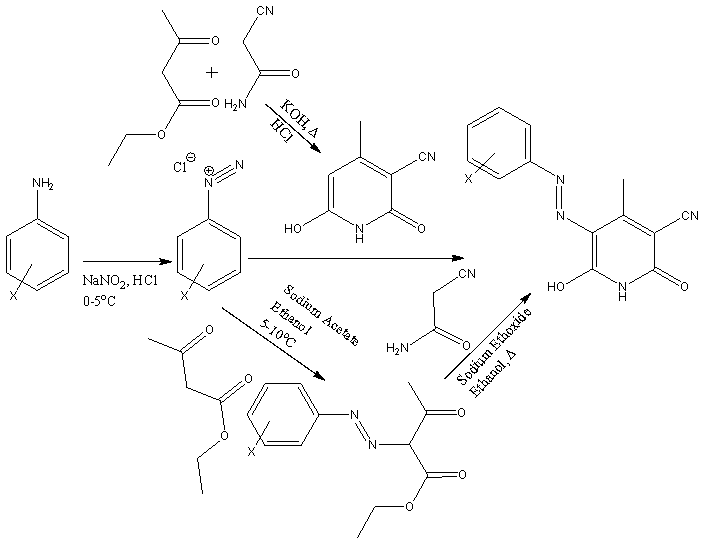 CN
O
+
O
O
O
H₂N
KOH, Δ
HCl
Cl⊖
N
⊕
N
NH₂
CN
HO
N
H
O
X
N
N
CN
HO
N
H
O
X
NaNO₂, HCl
0-5°C
X
Sodium Acetate
Ethanol
5-10°C
CN
H₂N
O
Sodium Ethoxide
Ethanol, Δ
O
O
O
X
N
N
O
O
O